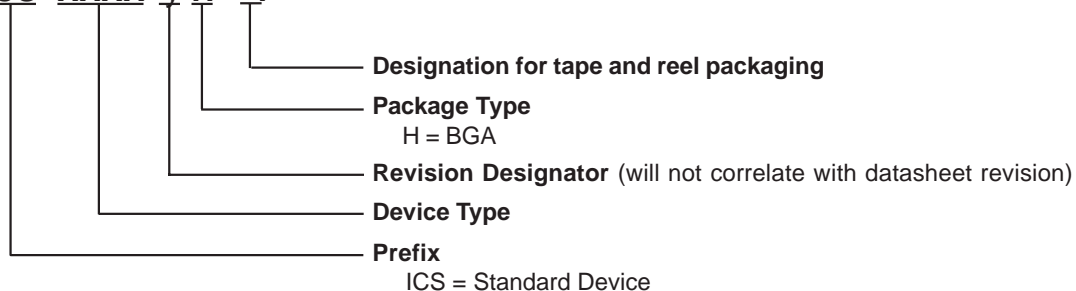 Designation for tape and reel packaging
Package Type
H = BGA
Revision Designator (will not correlate with datasheet revision)
Device Type
Prefix
ICS = Standard Device